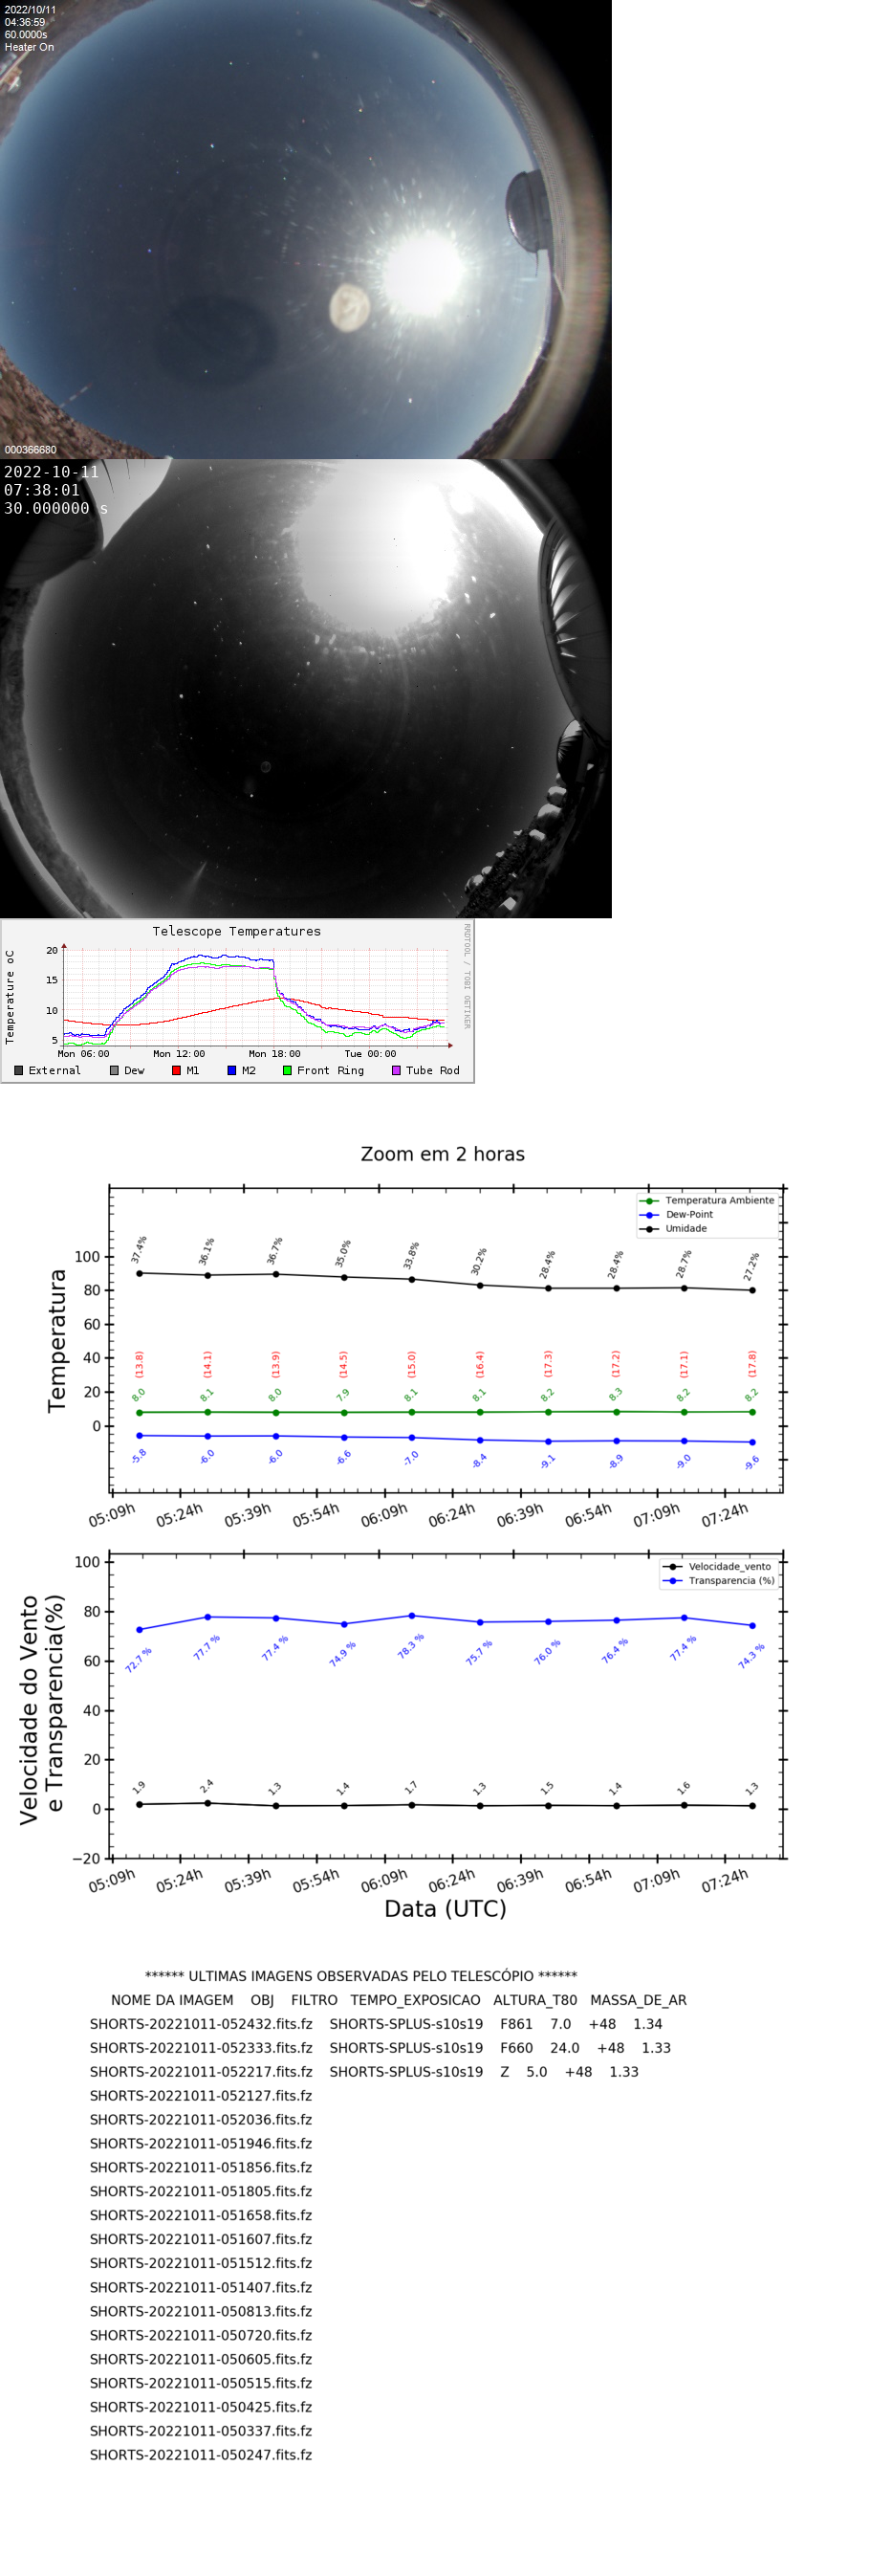 2022/10/11
04:36:59
60.0000s
Heater On
000366680
2022-10-11
07:38:01
30.000000 s
Telescope Temperatures
RRDTOOL / TOBI OETIKER
Temperature oC
20
15
10
5
Mon 06:00 Mon 12:00 Mon 18:00 Tue 00:00
External Dew M1 M2 Front Ring Tube Rod
Zoom em 2 horas
Temperatura Ambiente
Dew-Point
Umidade
Temperatura
100
80
60
40
20
0
37.4% 36.1% 36.7% 35.0% 33.8% 30.2% 28.4% 28.4% 28.7% 27.2%
(13.8) (14.1) (13.9) (14.5) (15.0) (16.4) (17.3) (17.2) (17.1) (17.8)
8.0 8.1 8.0 7.9 8.1 8.1 8.2 8.3 8.2 8.2
-5.8 -6.0 -6.0 -6.6 -7.0 -8.4 -9.1 -8.9 -9.0 -9.6
05:09h 05:24h 05:39h 05:54h 06:09h 06:24h 06:39h 06:54h 07:09h 07:24h
Velocidade_vento
Transparencia (%)
Velocidade do Vento
e Transparencia(%)
100
80
60
40
20
0
−20
72.7 % 77.7 % 77.4 % 74.9 % 78.3 % 75.7 % 76.0 % 76.4 % 77.4 % 74.3 %
1.9 2.4 1.3 1.4 1.7 1.3 1.5 1.4 1.6 1.3
05:09h 05:24h 05:39h 05:54h 06:09h 06:24h 06:39h 06:54h 07:09h 07:24h
Data (UTC)
****** ULTIMAS IMAGENS OBSERVADAS PELO TELESCÓPIO ******
NOME DA IMAGEM OBJ FILTRO TEMPO_EXPOSICAO ALTURA_T80 MASSA_DE_AR
SHORTS-20221011-052432.fits.fz SHORTS-SPLUS-s10s19 F861 7.0 +48 1.34
SHORTS-20221011-052333.fits.fz SHORTS-SPLUS-s10s19 F660 24.0 +48 1.33
SHORTS-20221011-052217.fits.fz SHORTS-SPLUS-s10s19 Z 5.0 +48 1.33
SHORTS-20221011-052127.fits.fz
SHORTS-20221011-052036.fits.fz
SHORTS-20221011-051946.fits.fz
SHORTS-20221011-051856.fits.fz
SHORTS-20221011-051805.fits.fz
SHORTS-20221011-051658.fits.fz
SHORTS-20221011-051607.fits.fz
SHORTS-20221011-051512.fits.fz
SHORTS-20221011-051407.fits.fz
SHORTS-20221011-050813.fits.fz
SHORTS-20221011-050720.fits.fz
SHORTS-20221011-050605.fits.fz
SHORTS-20221011-050515.fits.fz
SHORTS-20221011-050425.fits.fz
SHORTS-20221011-050337.fits.fz
SHORTS-20221011-050247.fits.fz